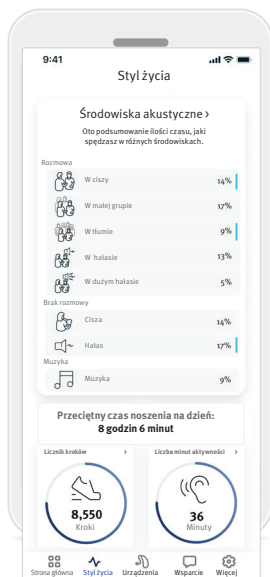 9:41
Styl życia
Środowiska akustyczne ›
Oto podsumowanie ilości czasu, jaki
spędzasz w różnych środowiskach.
Rozmowa
W ciszy 14%
W małej grupie 17%
W tłumie 9%
W hałasie 13%
W dużym hałasie 5%
Brak rozmowy
Cisza 14%
Hałas 17%
Muzyka
Muzyka 9%
Przeciętny czas noszenia na dzień:
8 godzin 6 minut
Licznik kroków › Liczba minut aktywności ›
8,550 36
Kroki Minuty
Strona główna Styl życia Urządzenia Wsparcie Więcej